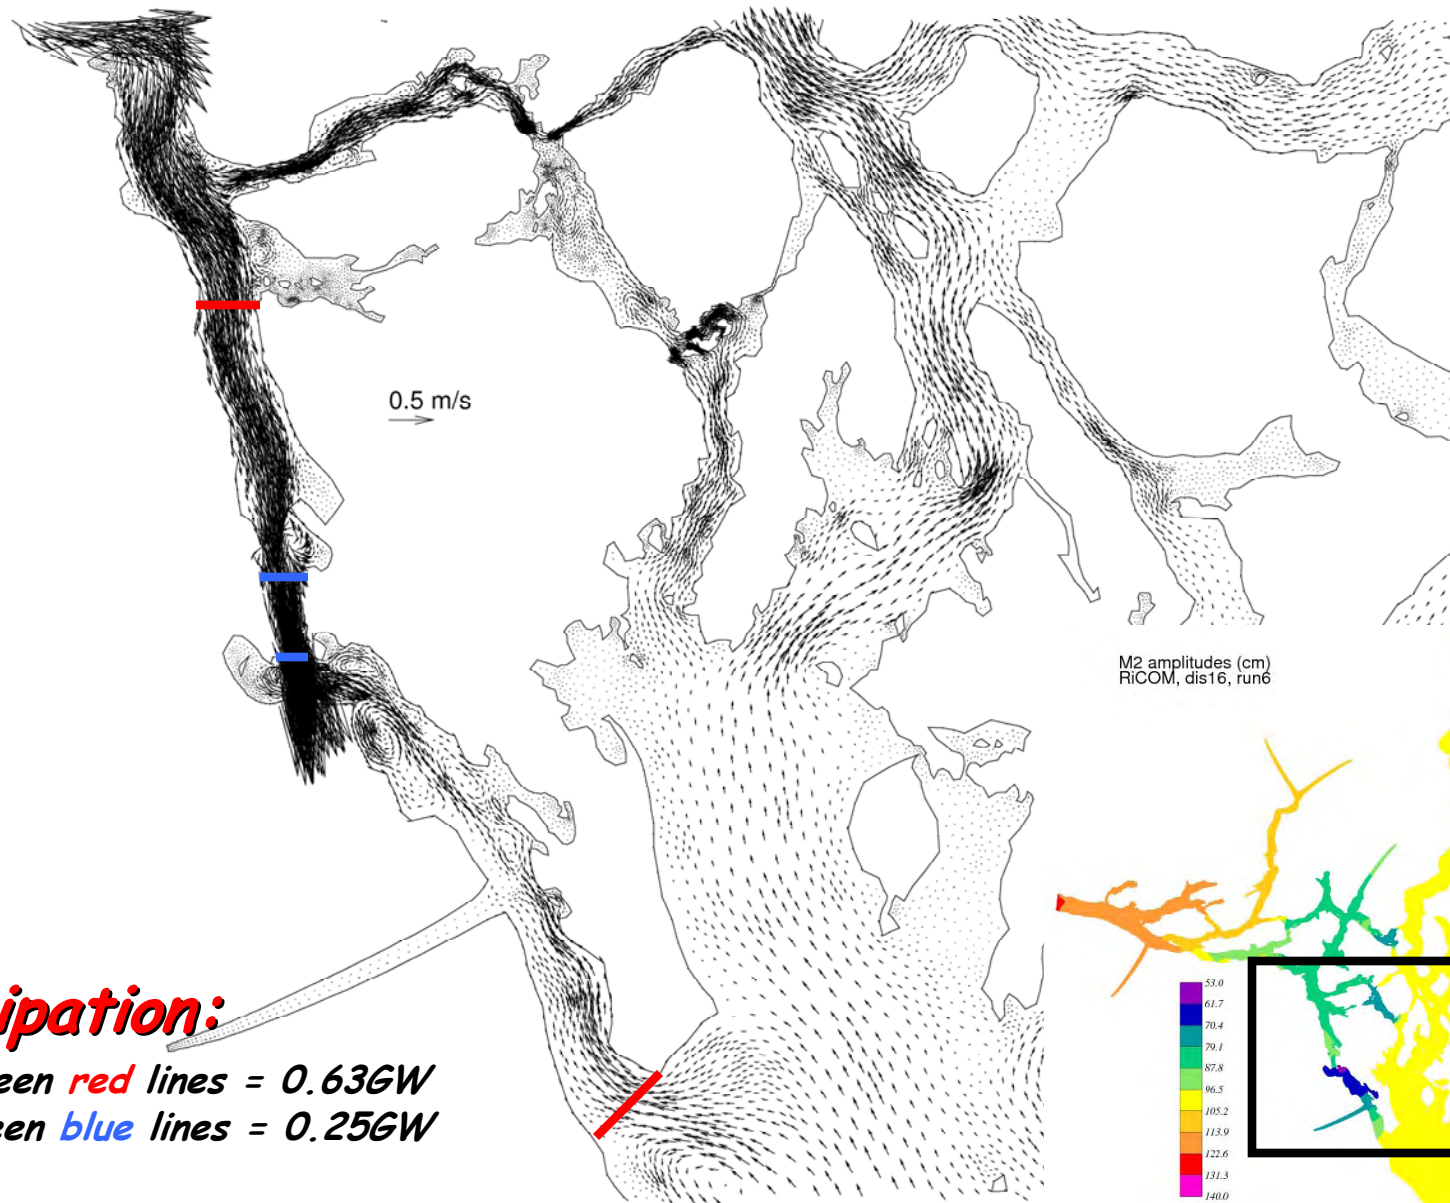 0.5 m/s
M2 amplitudes (cm)
RiCOM, dis16, run6
53.0
61.7
70.4
79.1
87.8
96.5
105.2
113.9
122.6
131.3
140.0
ipation:
een red lines = 0.63GW
een blue lines = 0.25GW